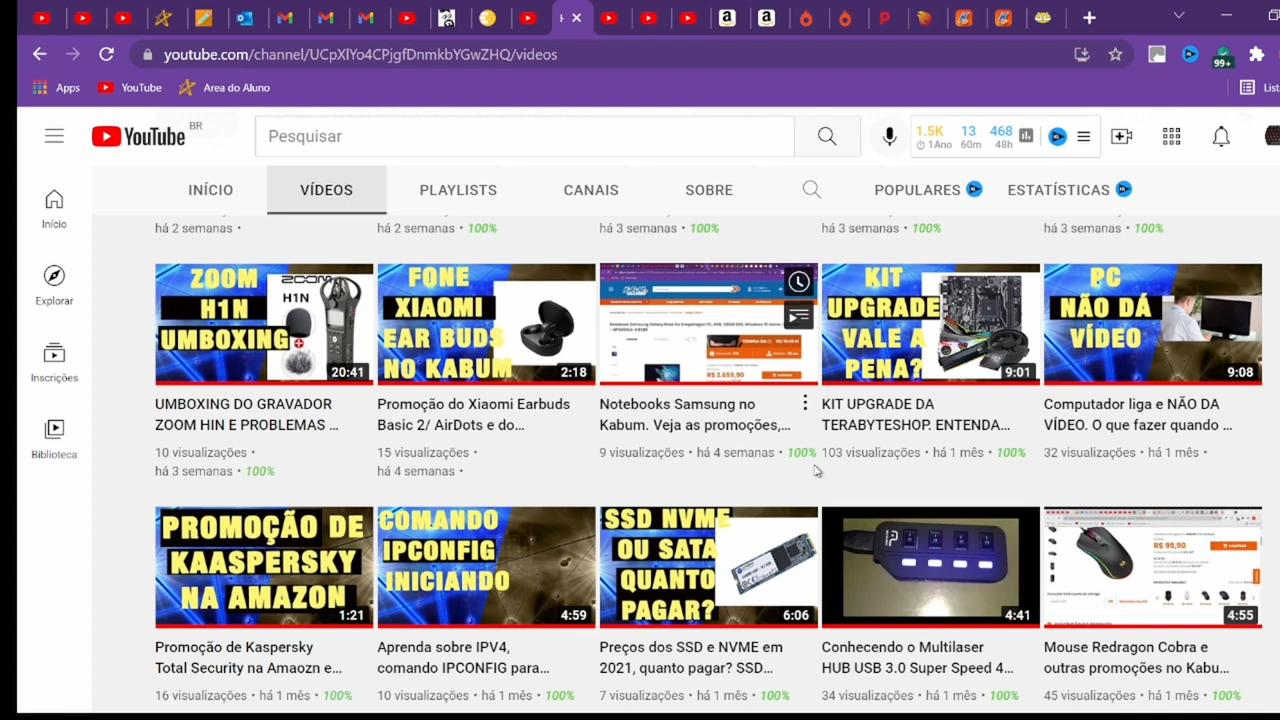 youtube.com/channel/UCpXlYo4CPjgfDnmkbYGwZHQ/videos
99+
Apps YouTube Area do Aluno List
YouTube BR
Pesquisar
1.5K 13 468
1Ano 60m 48h
INÍCIO VÍDEOS PLAYLISTS CANAIS SOBRE POPULARES ESTATÍSTICAS
Início
Explorar
Inscrições
Biblioteca
há 2 semanas • há 2 semanas • 100% há 3 semanas • 100% há 3 semanas • 100% há 3 semanas • 100%
ZOOM
H1N
UMBOXING
ZOOM
H1N
20:41
FONE
XIAOMI
EAR BUDS
NO KABUM
2:18
R$ 2.659,90
KIT
UPGRADE
VALE A
PENA?
9:01
PC
NÃO DÁ
VÍDEO
9:08
UMBOXING DO GRAVADOR
ZOOM HIN E PROBLEMAS ...
10 visualizações •
há 3 semanas • 100%
Promoção do Xiaomi Earbuds
Basic 2/ AirDots e do...
15 visualizações •
há 4 semanas •
Notebooks Samsung no
Kabum. Veja as promoções,...
9 visualizações • há 4 semanas • 100%
KIT UPGRADE DA
TERABYTESHOP. ENTENDA...
103 visualizações • há 1 mês • 100%
Computador liga e NÃO DA
VÍDEO. O que fazer quando ...
32 visualizações • há 1 mês •
PROMOÇÃO DE
KAASPERSKY
NA AMAZON
1:21
COMANDO
IPCONFIG
INICIANDO
4:59
SSD NVME
OU SATA
QUANTO
PAGAR?
6:06
4:41
R$ 99,90
4:55
Promoção de Kaspersky
Total Security na Amaozn e...
16 visualizações • há 1 mês • 100%
Aprenda sobre IPV4,
comando IPCONFIG para...
10 visualizações • há 1 mês • 100%
Preços dos SSD e NVME em
2021, quanto pagar? SSD...
7 visualizações • há 1 mês • 100%
Conhecendo o Multilaser
HUB USB 3.0 Super Speed 4...
34 visualizações • há 1 mês • 100%
Mouse Redragon Cobra e
outras promoções no Kabu...
45 visualizações • há 1 mês • 100%